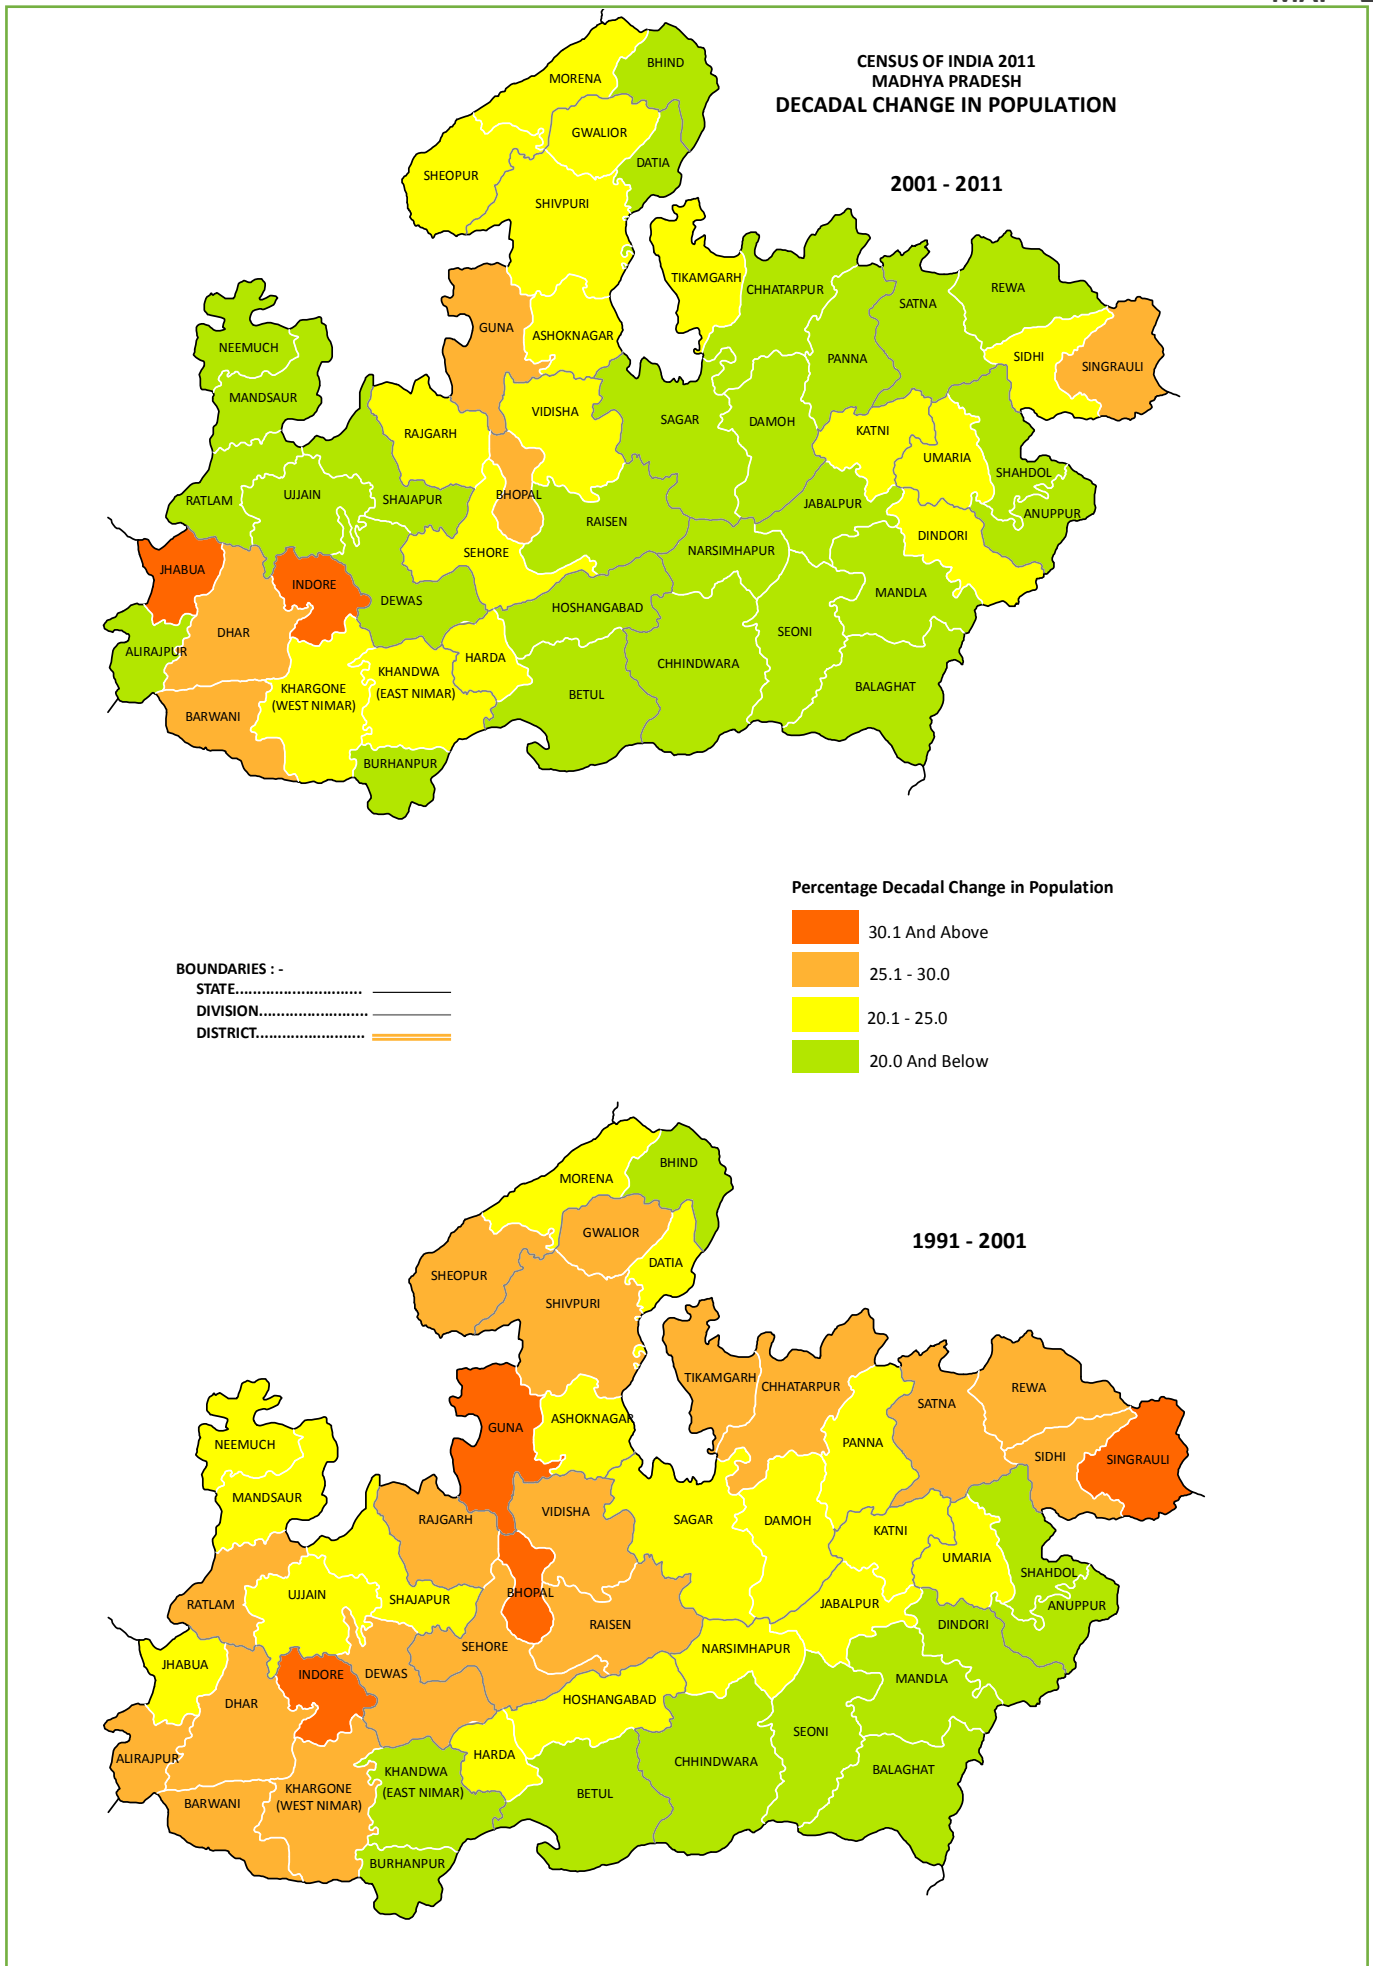 CENSUS OF INDIA 2011
MADHYA PRADESH
DECADAL CHANGE IN POPULATION
2001 - 2011
BHIND
MORENA
GWALIOR
DATIA
SHEOPUR
SHIVPURI
TIKAMGARH
CHHATARPUR
REWA
SATNA
GUNA
ASHOKNAGAR
NEEMUCH
PANNA
SIDHI
SINGRAULI
MANDSAUR
VIDISHA
SAGAR
DAMOH
RAJGARH
KATNI
UMARIA
SHAHDOL
RATLAM
UJJAIN
SHAJAPUR
BHOPAL
JABALPUR
ANUPPUR
RAISEN
DINDORI
SEHORE
NARSIMHAPUR
JHABUA
INDORE
DEWAS
HOSHANGABAD
MANDLA
DHAR
SEONI
ALIRAJPUR
HARDA
CHHINDWARA
KHANDWA
(EAST NIMAR)
KHARGONE
(WEST NIMAR)
BETUL
BALAGHAT
BARWANI
BURHANPUR
Percentage Decadal Change in Population
30.1 And Above
25.1 - 30.0
20.1 - 25.0
20.0 And Below
BOUNDARIES : -
STATE.............................
DIVISION.........................
DISTRICT.........................
1991 - 2001
BHIND
MORENA
GWALIOR
DATIA
SHEOPUR
SHIVPURI
TIKAMGARH
CHHATARPUR
REWA
SATNA
GUNA
ASHOKNAGAR
NEEMUCH
PANNA
SIDHI
SINGRAULI
MANDSAUR
VIDISHA
RAJGARH
SAGAR
DAMOH
KATNI
UMARIA
SHAHDOL
UJJAIN
RATLAM
SHAJAPUR
BHOPAL
JABALPUR
ANUPPUR
RAISEN
DINDORI
SEHORE
NARSIMHAPUR
JHABUA
INDORE
DEWAS
MANDLA
DHAR
HOSHANGABAD
SEONI
ALIRAJPUR
HARDA
CHHINDWARA
KHANDWA
(EAST NIMAR)
BALAGHAT
KHARGONE
(WEST NIMAR)
BETUL
BARWANI
BURHANPUR